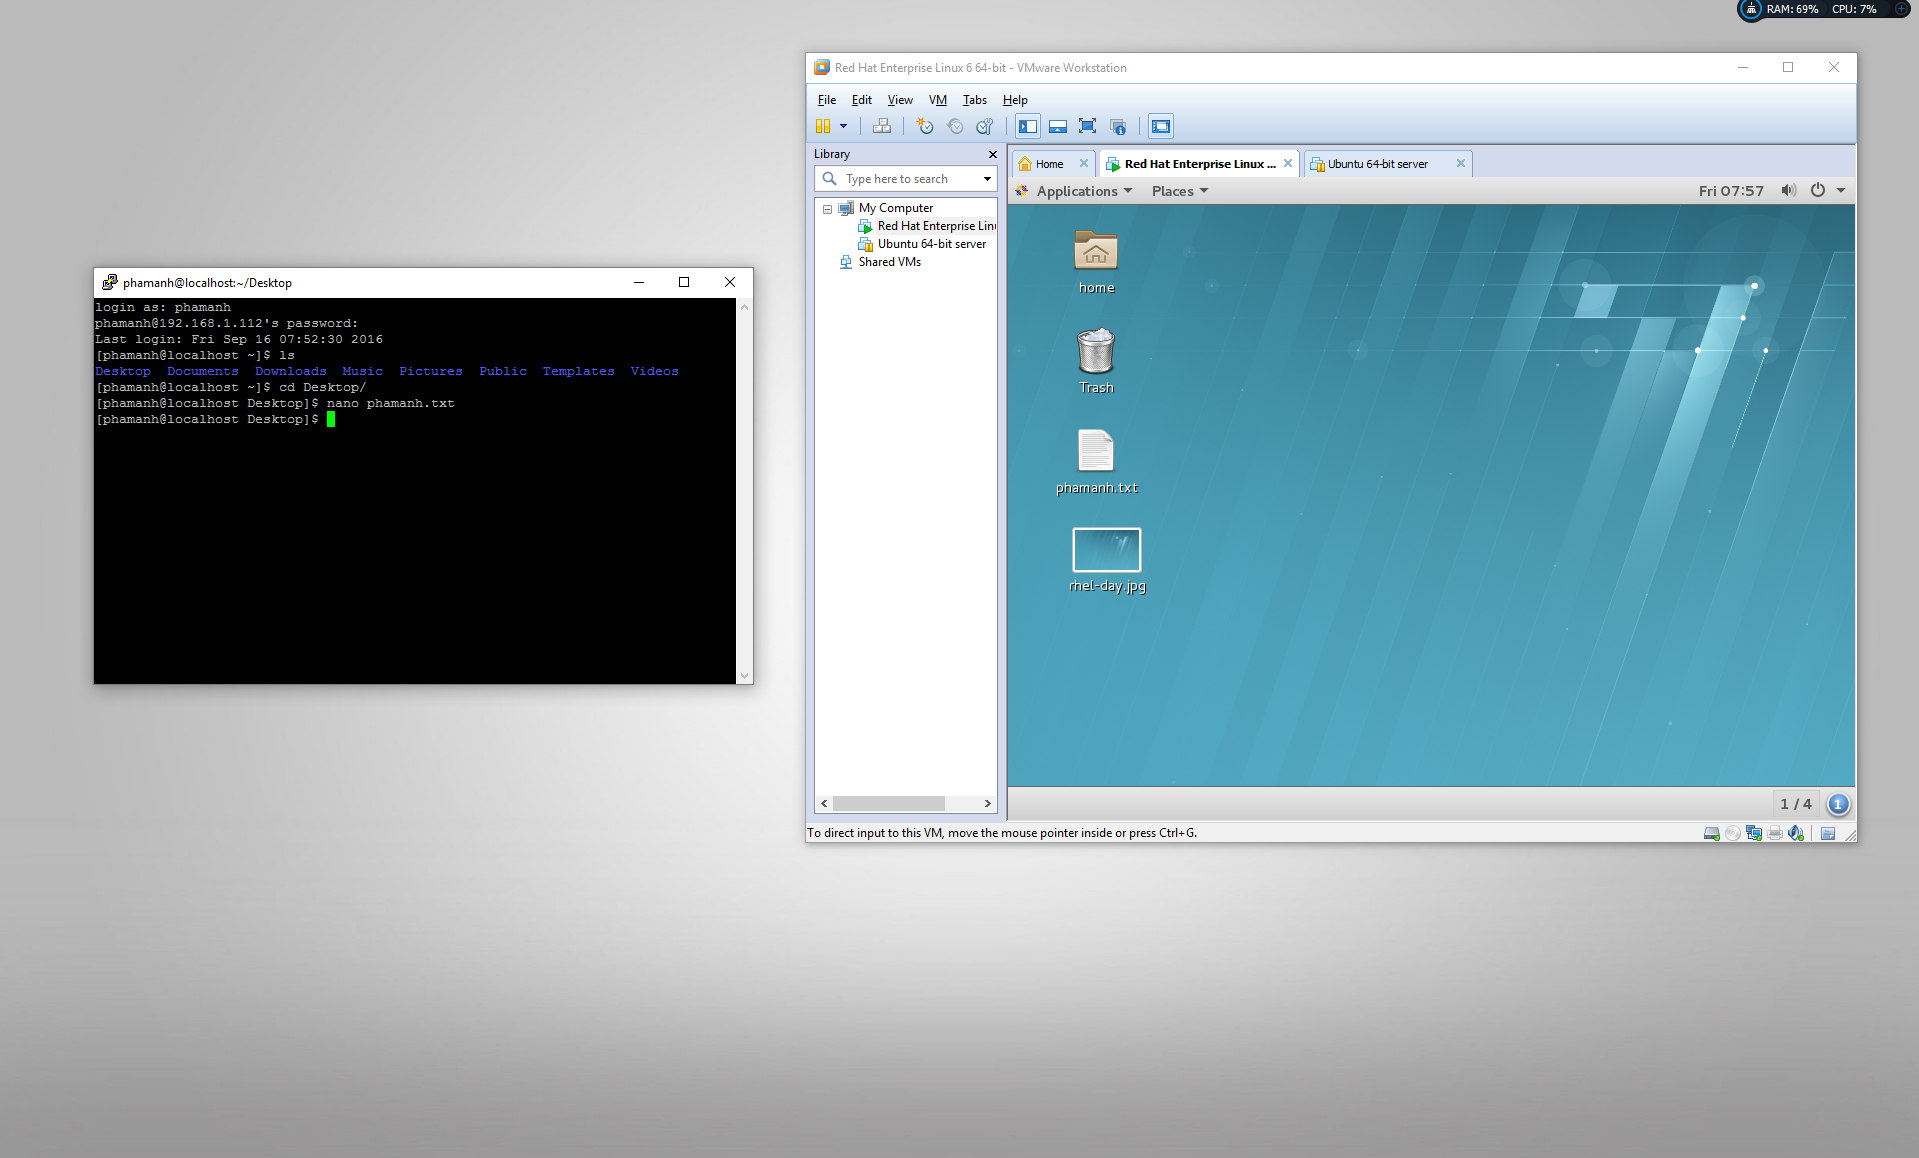 RAM: 69% CPU: 7%
Red Hat Enterprise Linux 6 64-bit - VMware Workstation
File Edit View VM Tabs Help
Library
Type here to search
My Computer
Red Hat Enterprise Linu
Ubuntu 64-bit server
Shared VMs
Home
Red Hat Enterprise Linux ...
Ubuntu 64-bit server
Applications Places Fri 07:57
home
Trash
phamanh.txt
rhel-day.jpg
1 / 4 1
To direct input to this VM, move the mouse pointer inside or press Ctrl+G.
phamanh@localhost:~/Desktop
login as: phamanh
phamanh@192.168.1.112's password:
Last login: Fri Sep 16 07:52:30 2016
[phamanh@localhost ~]$ ls
Desktop Documents Downloads Music Pictures Public Templates Videos
[phamanh@localhost ~]$ cd Desktop/
[phamanh@localhost Desktop]$ nano phamanh.txt
[phamanh@localhost Desktop]$